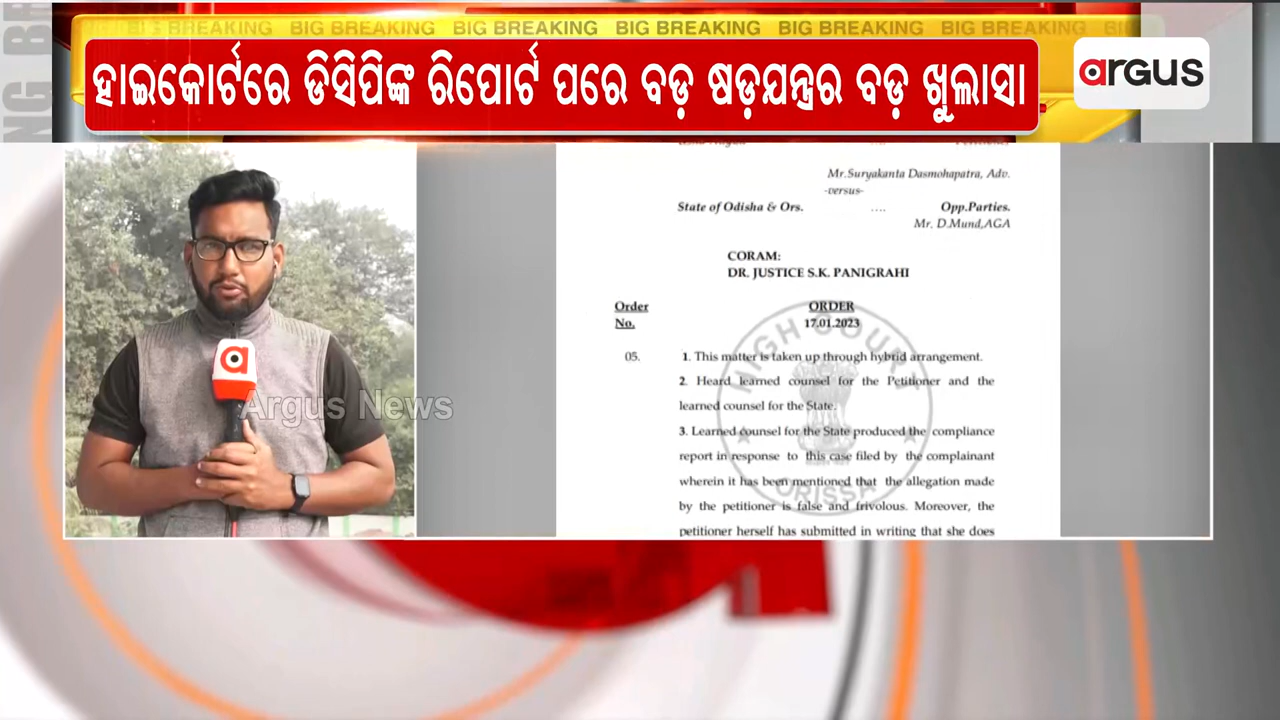 BIG BREAKING BIG BREAKING BIG BREAKING BIG BREAKING BIG BREAKING BIG BREAKING
ହାଇକୋର୍ଟରେ ଡିସିପିଙ୍କ ରିପୋର୍ଟ ପରେ ବଡ଼ ଷଡ଼ଯନ୍ତ୍ରର ବଡ଼ ଖୁଲାସା
argus
Mr.Suryakanta Dasmohapatra, Adv.
-versus-
State of Odisha & Ors. .... Opp.Parties.
Mr. D.Mund,AGA
CORAM:
DR. JUSTICE S.K. PANIGRAHI
Order ORDER
No. 17.01.2023
05. 1. This matter is taken up through hybrid arrangement.
2. Heard learned counsel for the Petitioner and the
learned counsel for the State.
3. Learned counsel for the State produced the compliance
report in response to this case filed by the complainant
wherein it has been mentioned that the allegation made
by the petitioner is false and frivolous. Moreover, the
petitioner herself has submitted in writing that she does
HIGH COURT
ORISSA
a
Argus News